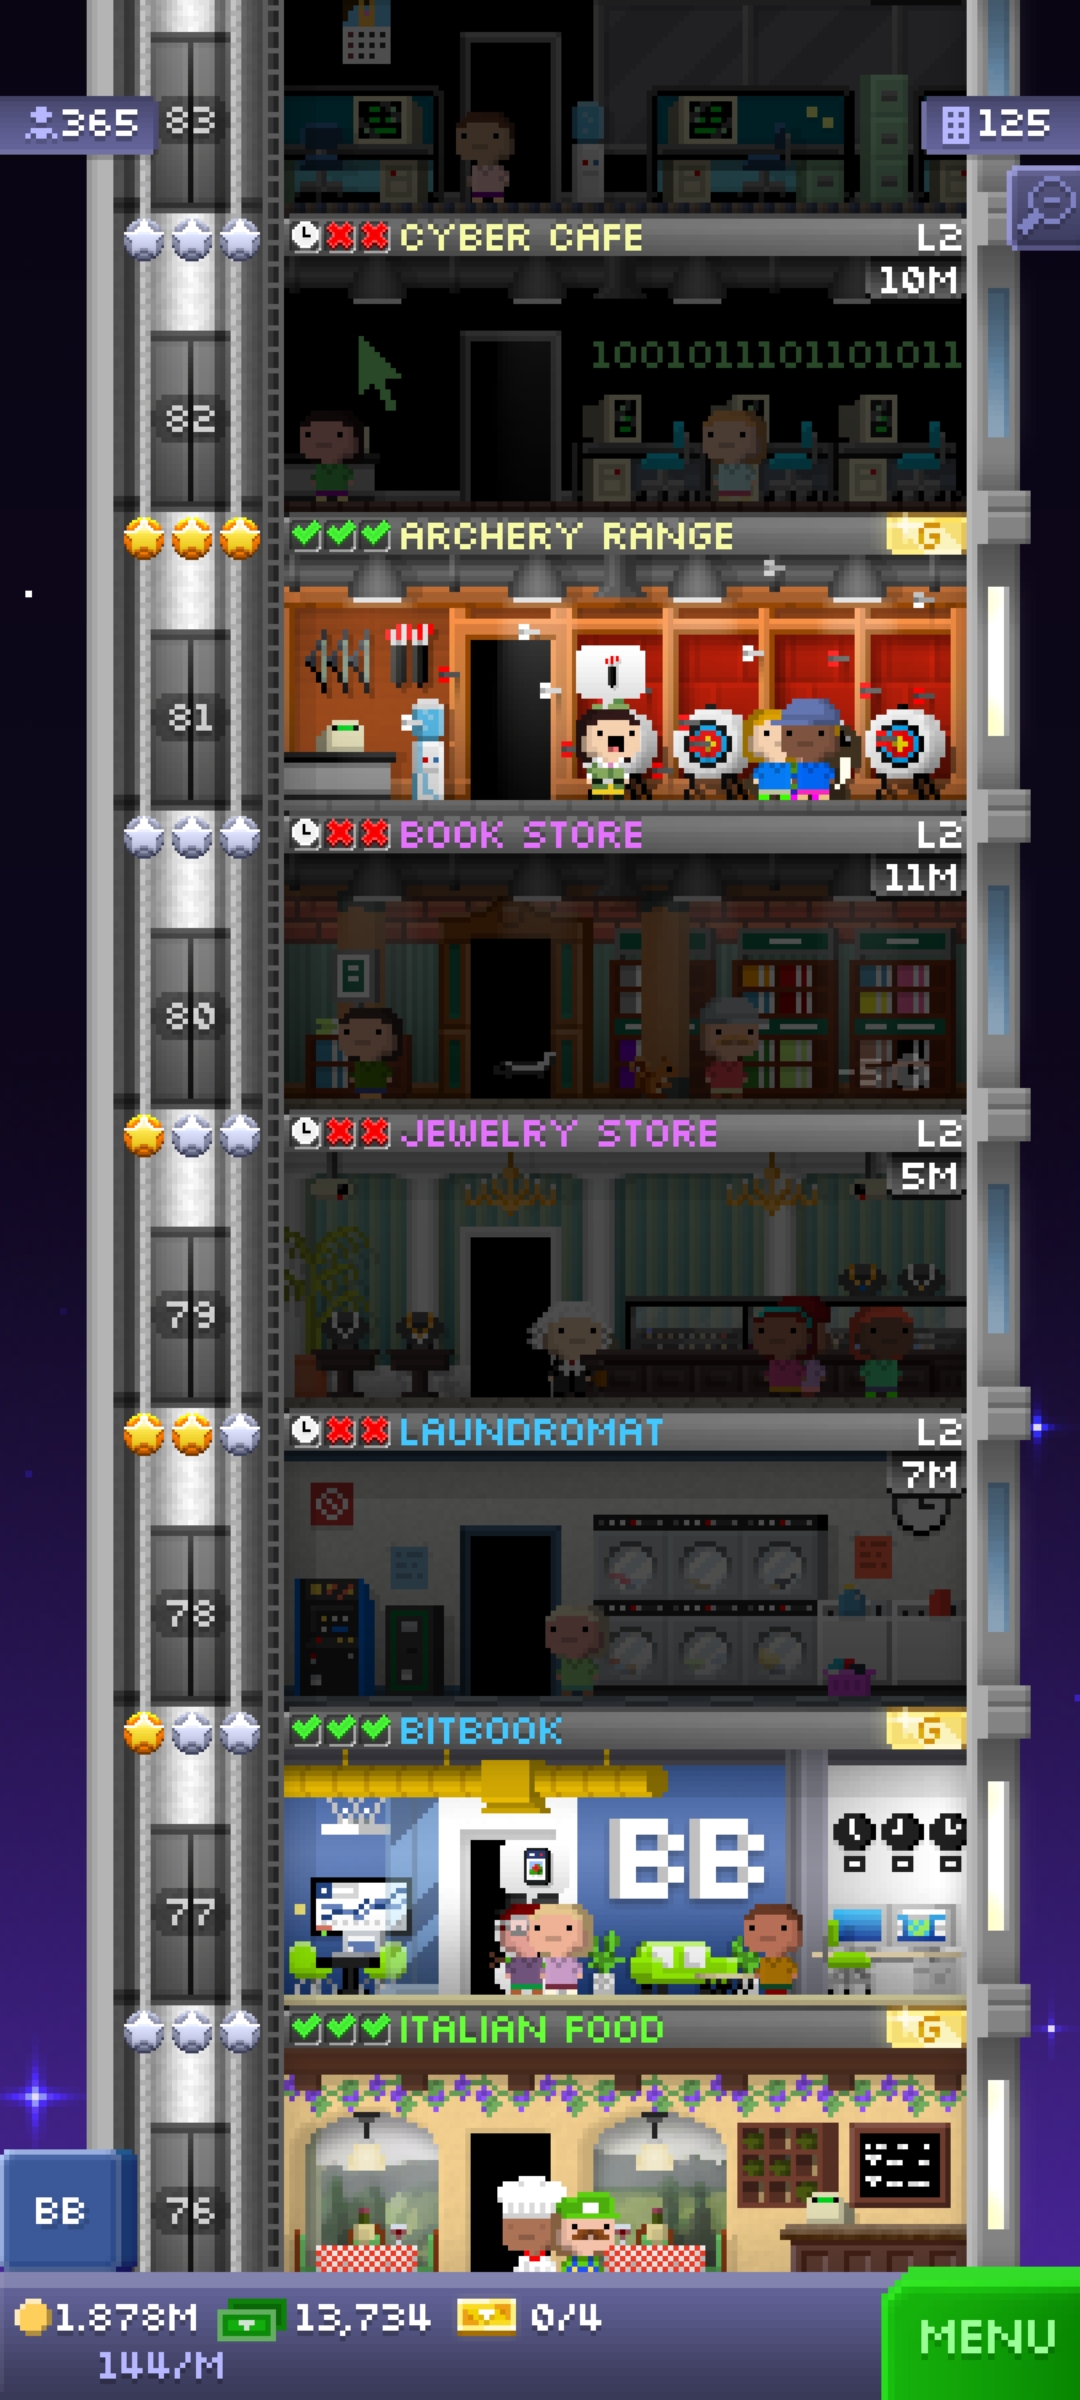 365
83
125
CYBER CAFE
L2
10M
1001011101101011
82
ARCHERY RANGE
G
81
BOOK STORE
L2
11M
80
JEWELRY STORE
L2
5M
79
LAUNDROMAT
L2
7M
78
BITBOOK
G
BB
77
ITALIAN FOOD
G
BB
76
1.878M
13,734
0/4
144/M
MENU